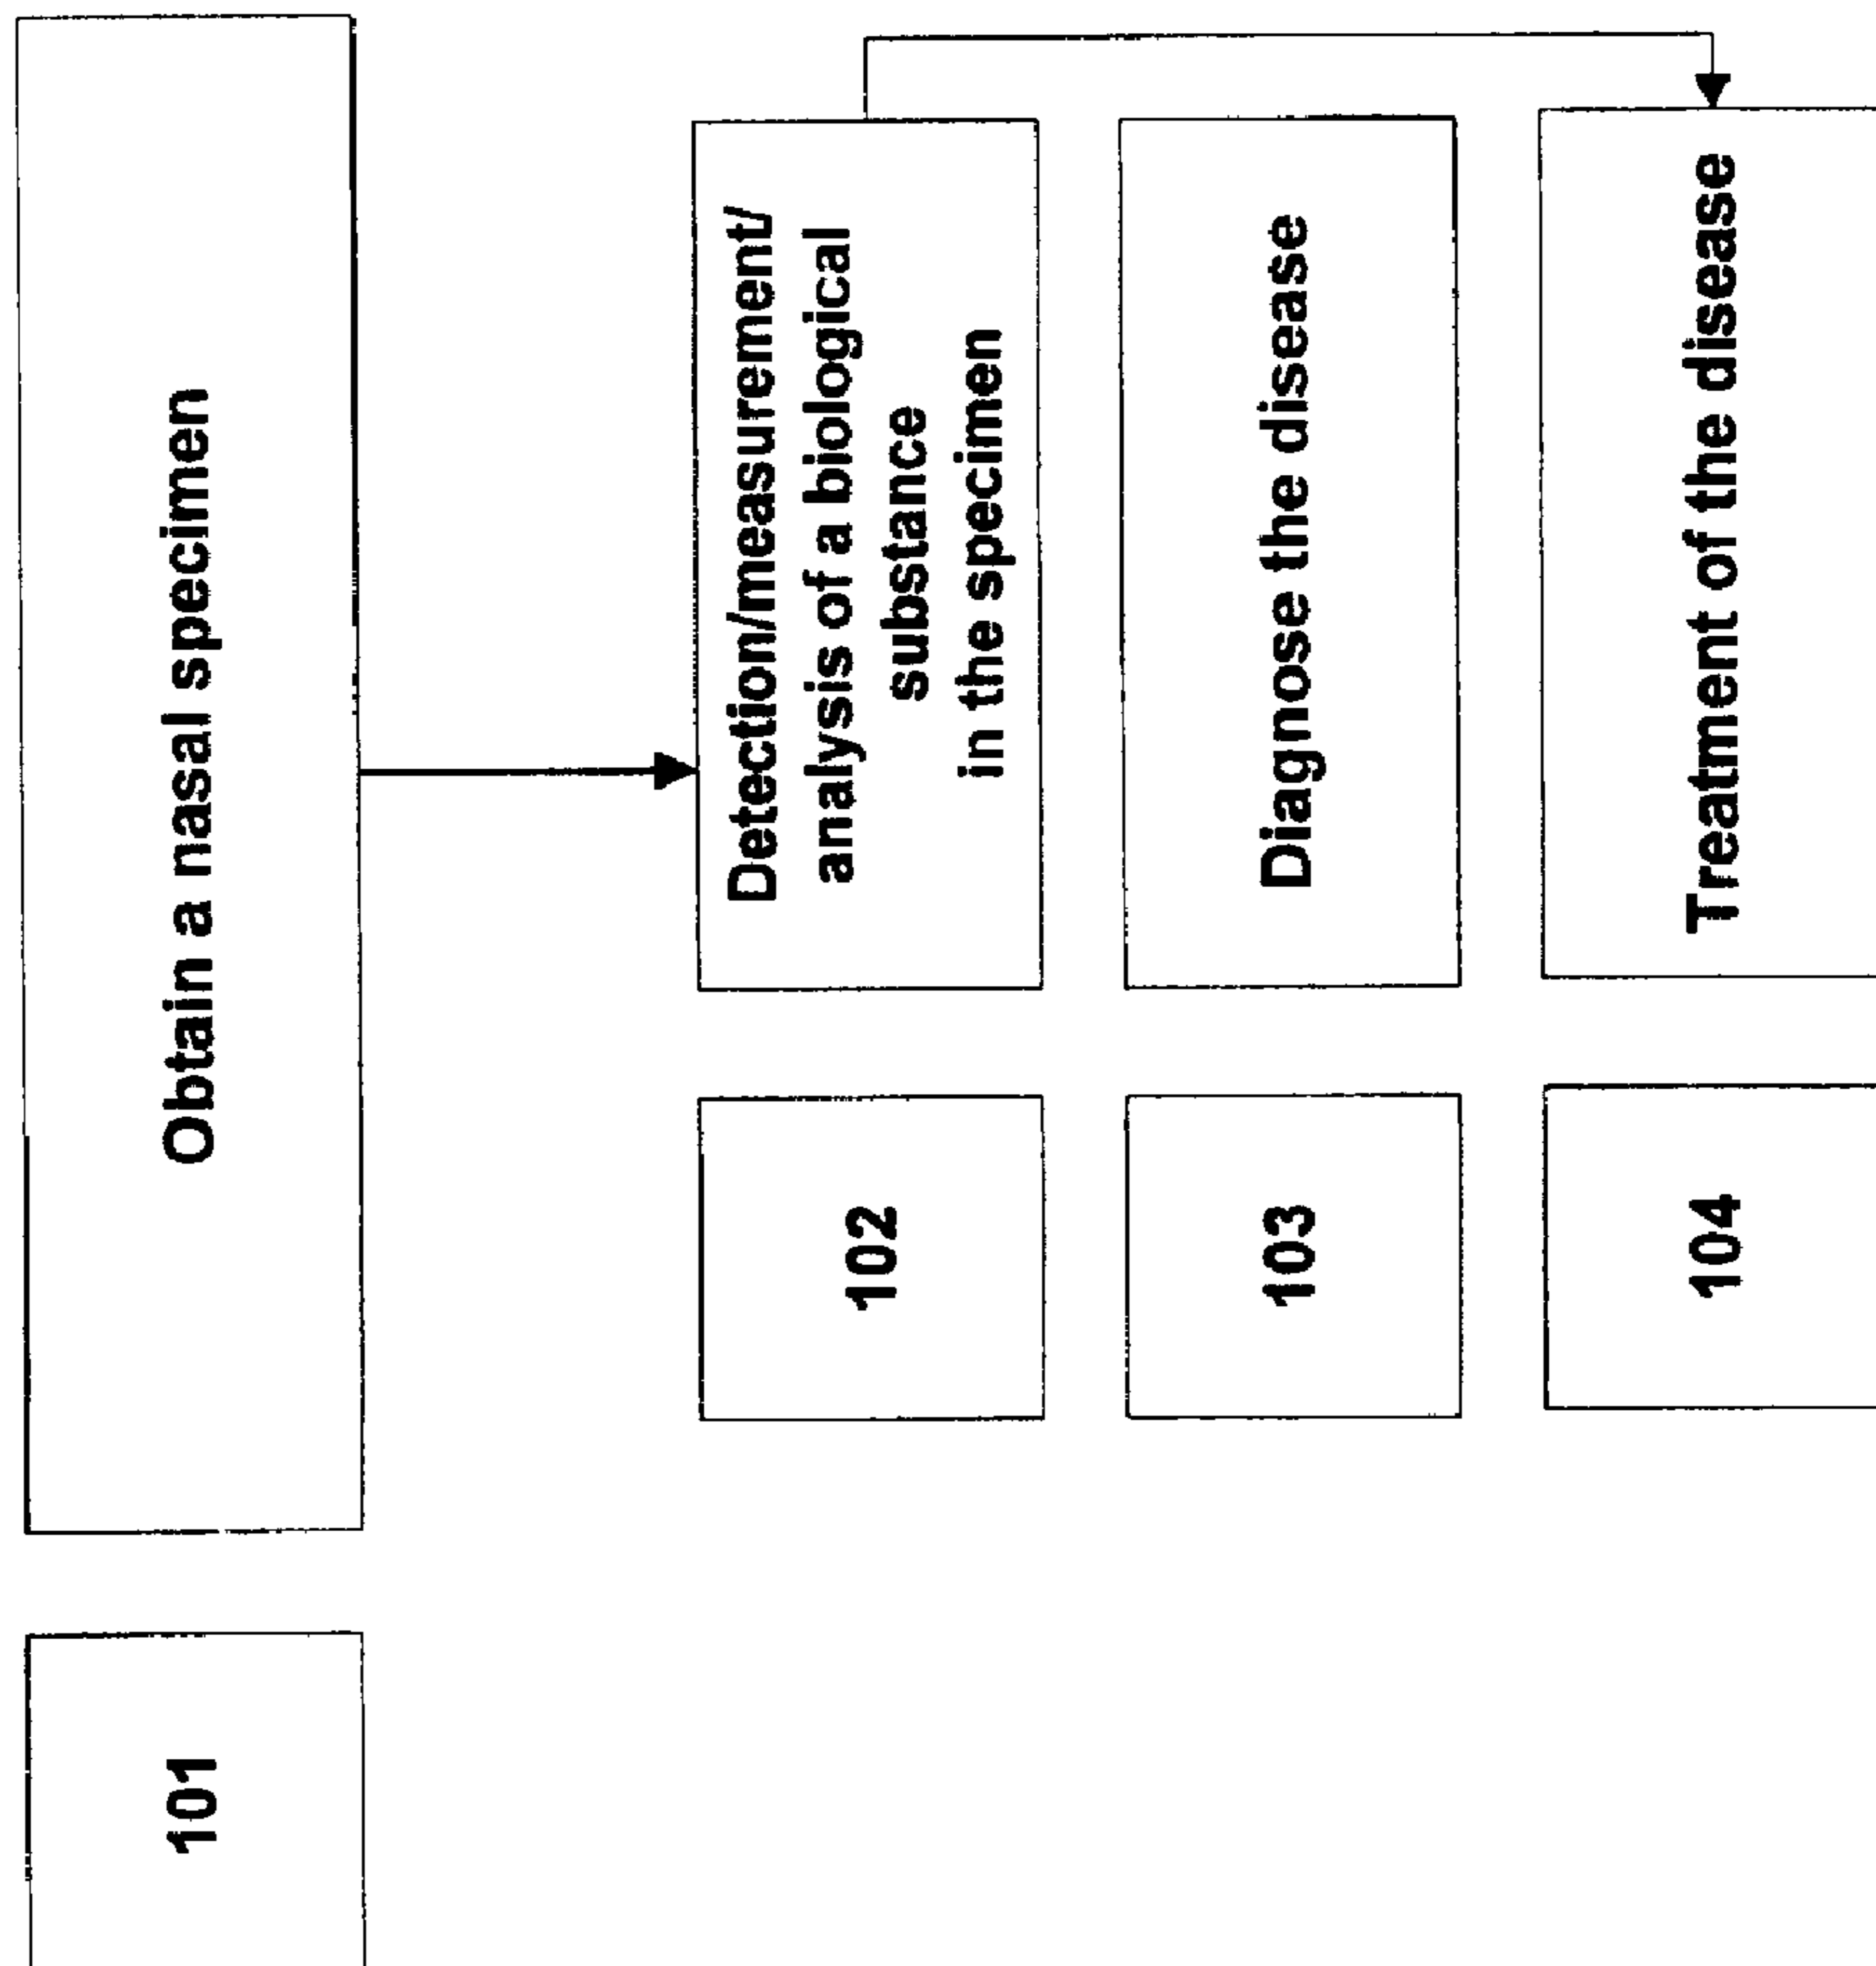 101
Obtain a nasal specimen
102
Detection/measurement/
analysis of a biological
substance
in the specimen
103
Diagnose the disease
104
Treatment of the disease